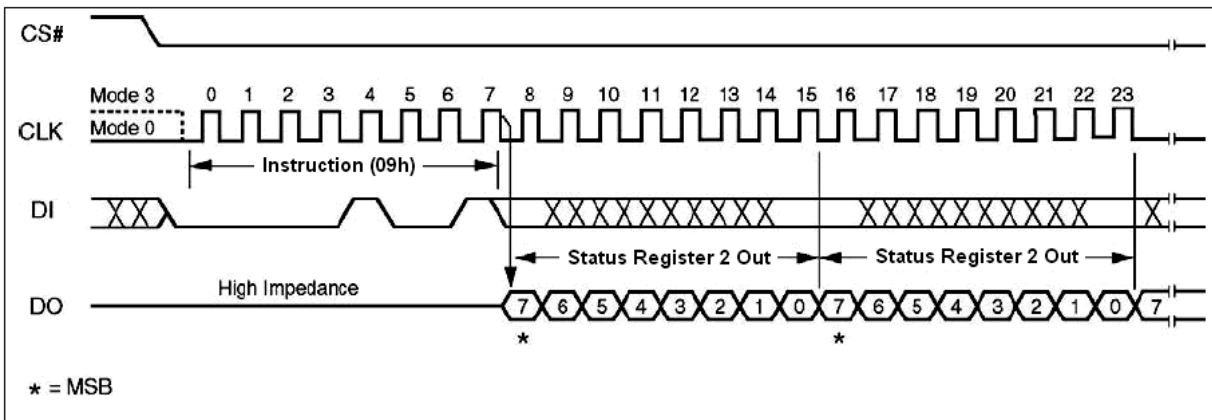 CS#
Mode 3 0 1 2 3 4 5 6 7 8 9 10 11 12 13 14 15 16 17 18 19 20 21 22 23
CLK
Mode 0
Instruction (09h)
DI
Status Register 2 Out Status Register 2 Out
High Impedance
DO 7 6 5 4 3 2 1 0 7 6 5 4 3 2 1 0 7
* *
* = MSB